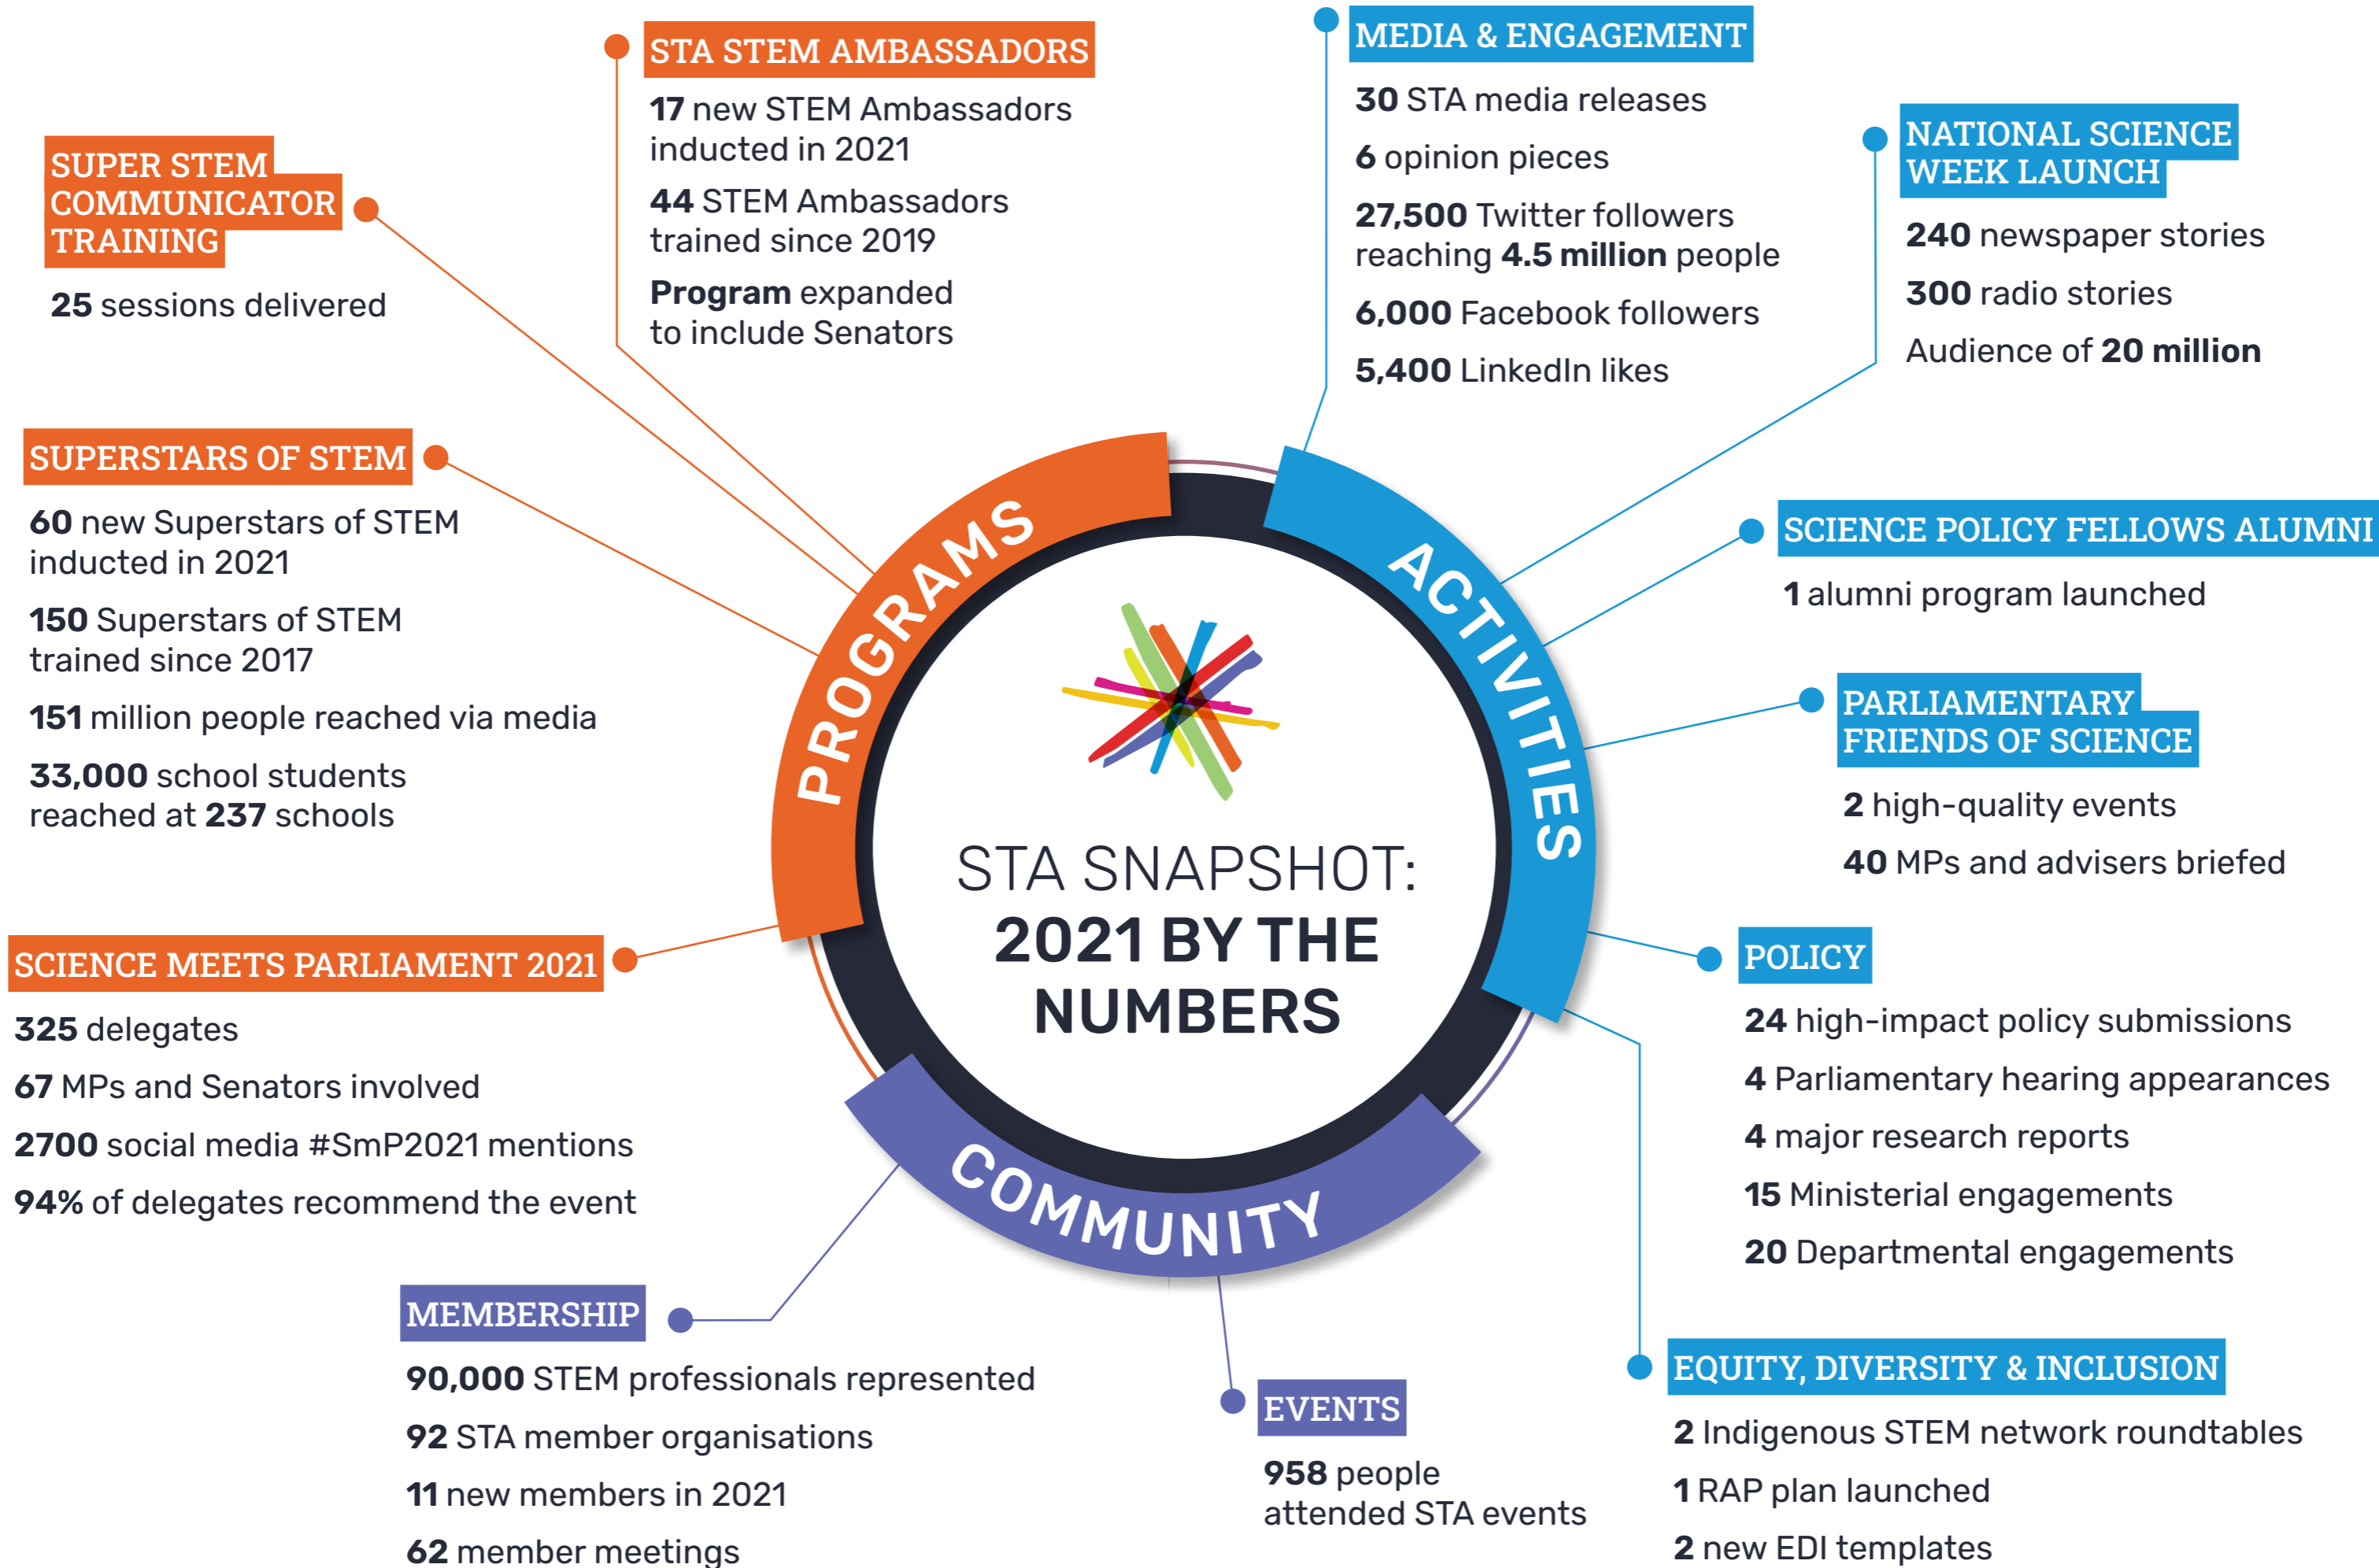 STA STEM AMBASSADORS
17 new STEM Ambassadors
inducted in 2021
44 STEM Ambassadors
trained since 2019
Program expanded
to include Senators
SUPER STEM
COMMUNICATOR
TRAINING
25 sessions delivered
SUPERSTARS OF STEM
60 new Superstars of STEM
inducted in 2021
150 Superstars of STEM
trained since 2017
151 million people reached via media
33,000 school students
reached at 237 schools
SCIENCE MEETS PARLIAMENT 2021
325 delegates
67 MPs and Senators involved
2700 social media #SmP2021 mentions
94% of delegates recommend the event
PROGRAMS
ACTIVITIES
COMMUNITY
STA SNAPSHOT:
2021 BY THE
NUMBERS
MEDIA & ENGAGEMENT
30 STA media releases
6 opinion pieces
27,500 Twitter followers
reaching 4.5 million people
6,000 Facebook followers
5,400 LinkedIn likes
NATIONAL SCIENCE
WEEK LAUNCH
240 newspaper stories
300 radio stories
Audience of 20 million
SCIENCE POLICY FELLOWS ALUMNI
1 alumni program launched
PARLIAMENTARY
FRIENDS OF SCIENCE
2 high-quality events
40 MPs and advisers briefed
POLICY
24 high-impact policy submissions
4 Parliamentary hearing appearances
4 major research reports
15 Ministerial engagements
20 Departmental engagements
EQUITY, DIVERSITY & INCLUSION
2 Indigenous STEM network roundtables
1 RAP plan launched
2 new EDI templates
MEMBERSHIP
90,000 STEM professionals represented
92 STA member organisations
11 new members in 2021
62 member meetings
EVENTS
958 people
attended STA events